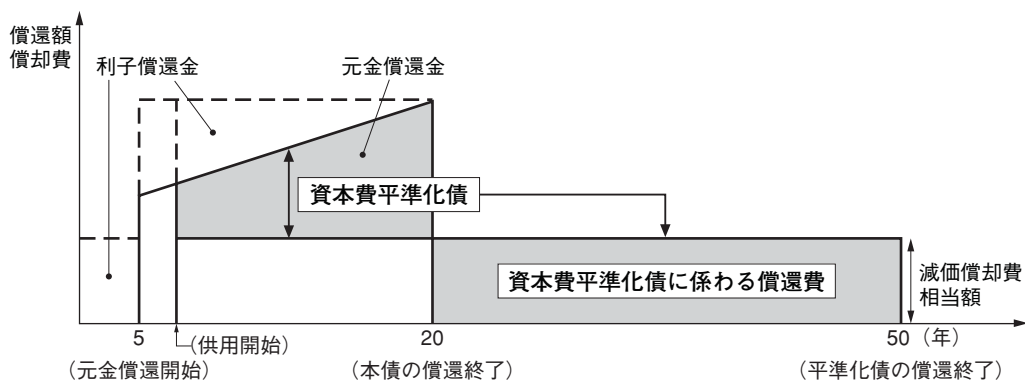 償還額
償却費
利子償還金
元金償還金
資本費平準化債
資本費平準化債に係わる償還費
減価償却費
相当額
5
20
50
（年）
（供用開始）
（元金償還開始）
（本債の償還終了）
（平準化債の償還終了）